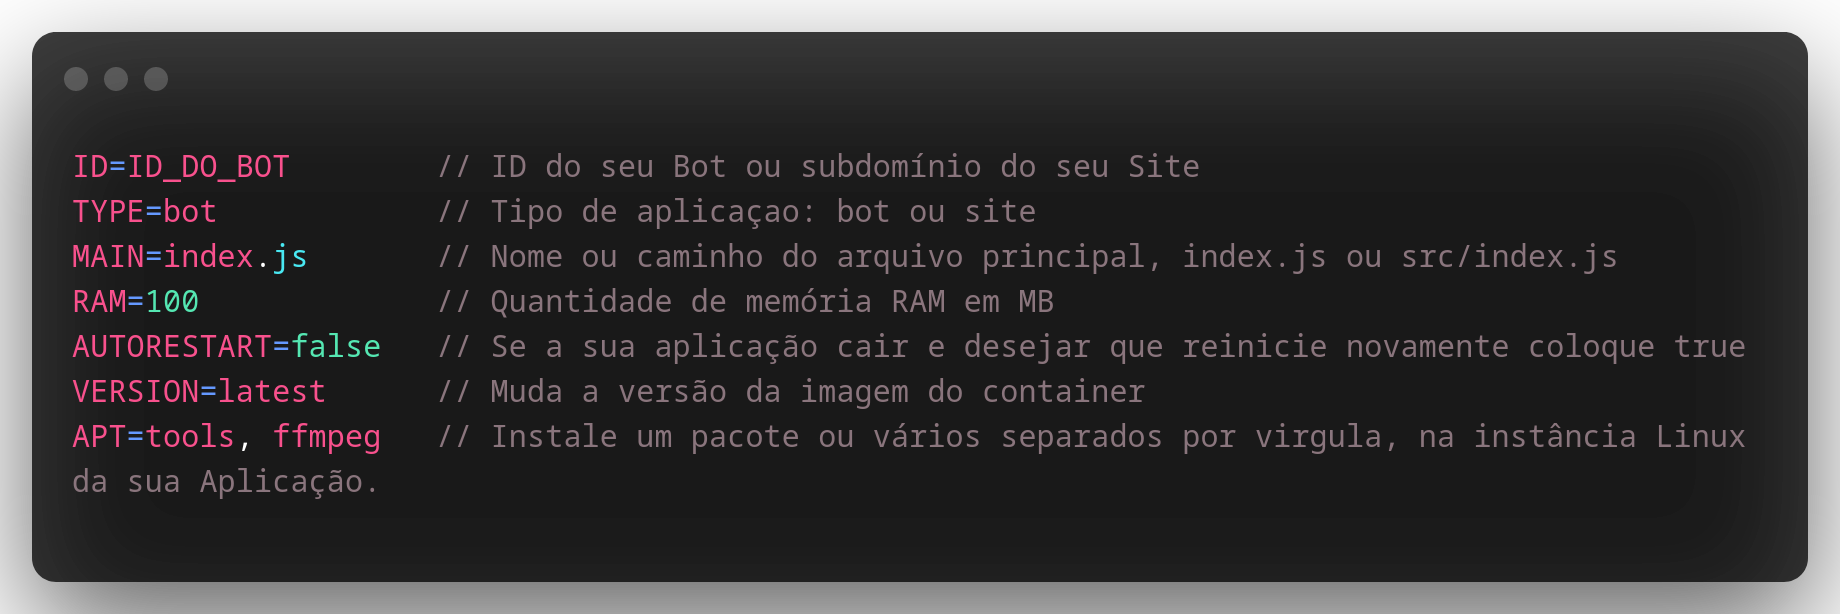 ID=ID_DO_BOT // ID do seu Bot ou subdomínio do seu Site
TYPE=bot // Tipo de aplicaçao: bot ou site
MAIN=index.js // Nome ou caminho do arquivo principal, index.js ou src/index.js
RAM=100 // Quantidade de memória RAM em MB
AUTORESTART=false // Se a sua aplicação cair e desejar que reinicie novamente coloque true
VERSION=latest // Muda a versão da imagem do container
APT=tools, ffmpeg // Instale um pacote ou vários separados por virgula, na instância Linux
da sua Aplicação.